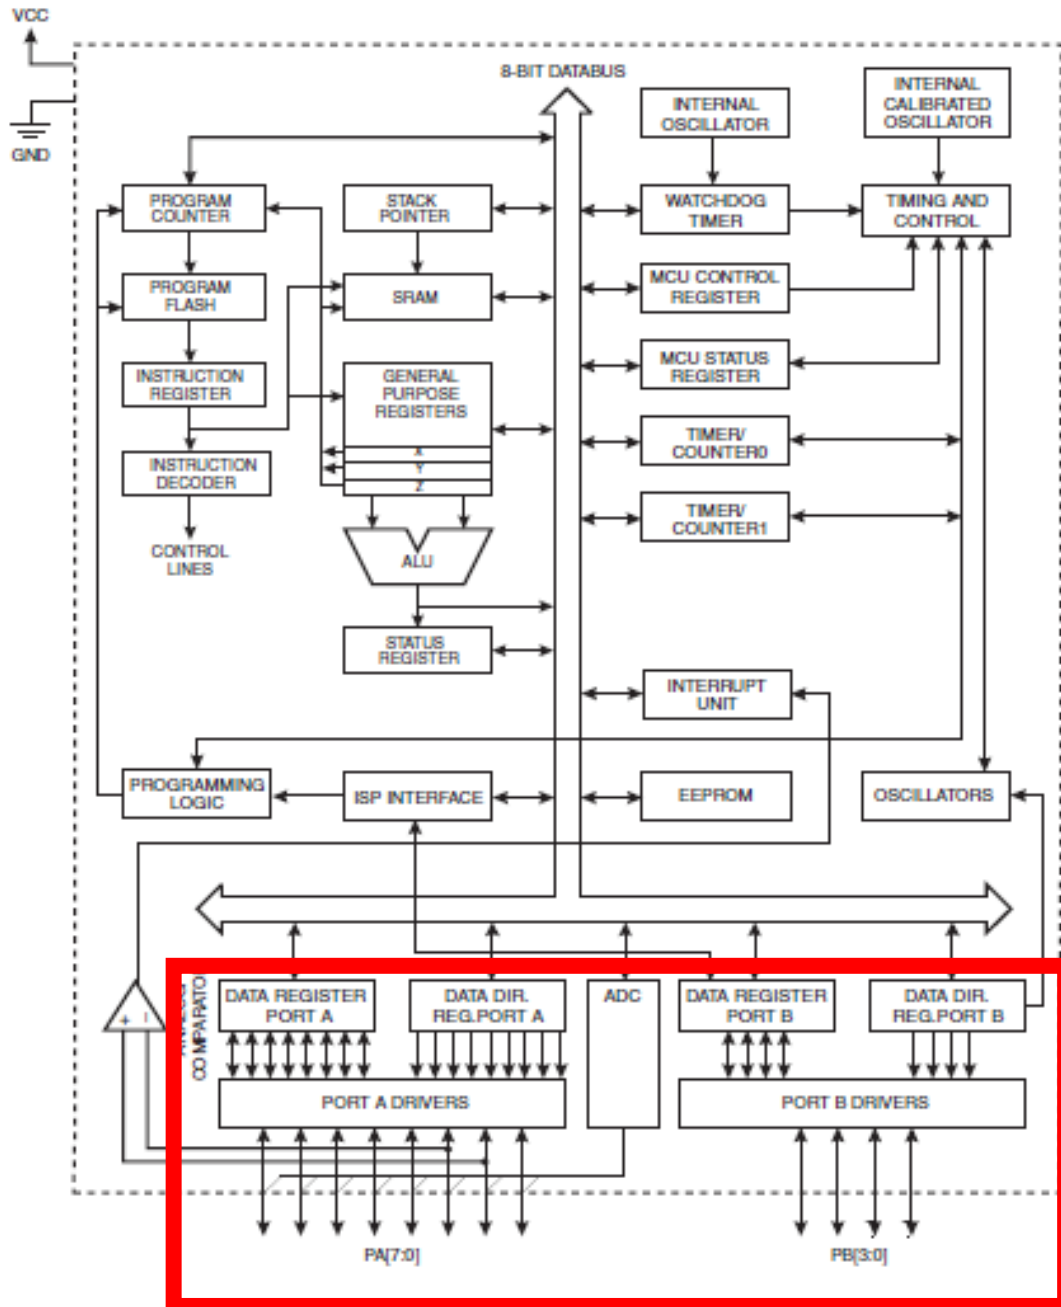 VCC
GND
8-BIT DATABUS
INTERNAL
OSCILLATOR
INTERNAL
CALIBRATED
OSCILLATOR
PROGRAM
COUNTER
STACK
POINTER
WATCHDOG
TIMER
TIMING AND
CONTROL
PROGRAM
FLASH
SRAM
MCU CONTROL
REGISTER
INSTRUCTION
REGISTER
GENERAL
PURPOSE
REGISTERS
X
Y
Z
MCU STATUS
REGISTER
INSTRUCTION
DECODER
TIMER/
COUNTER0
CONTROL
LINES
ALU
TIMER/
COUNTER1
STATUS
REGISTER
INTERRUPT
UNIT
PROGRAMMING
LOGIC
ISP INTERFACE
EEPROM
OSCILLATORS
+
–
DATA REGISTER
PORT A
DATA DIR.
REG.PORT A
ADC
DATA REGISTER
PORT B
DATA DIR.
REG.PORT B
PORT A DRIVERS
PORT B DRIVERS
PA[7:0]
PB[3:0]